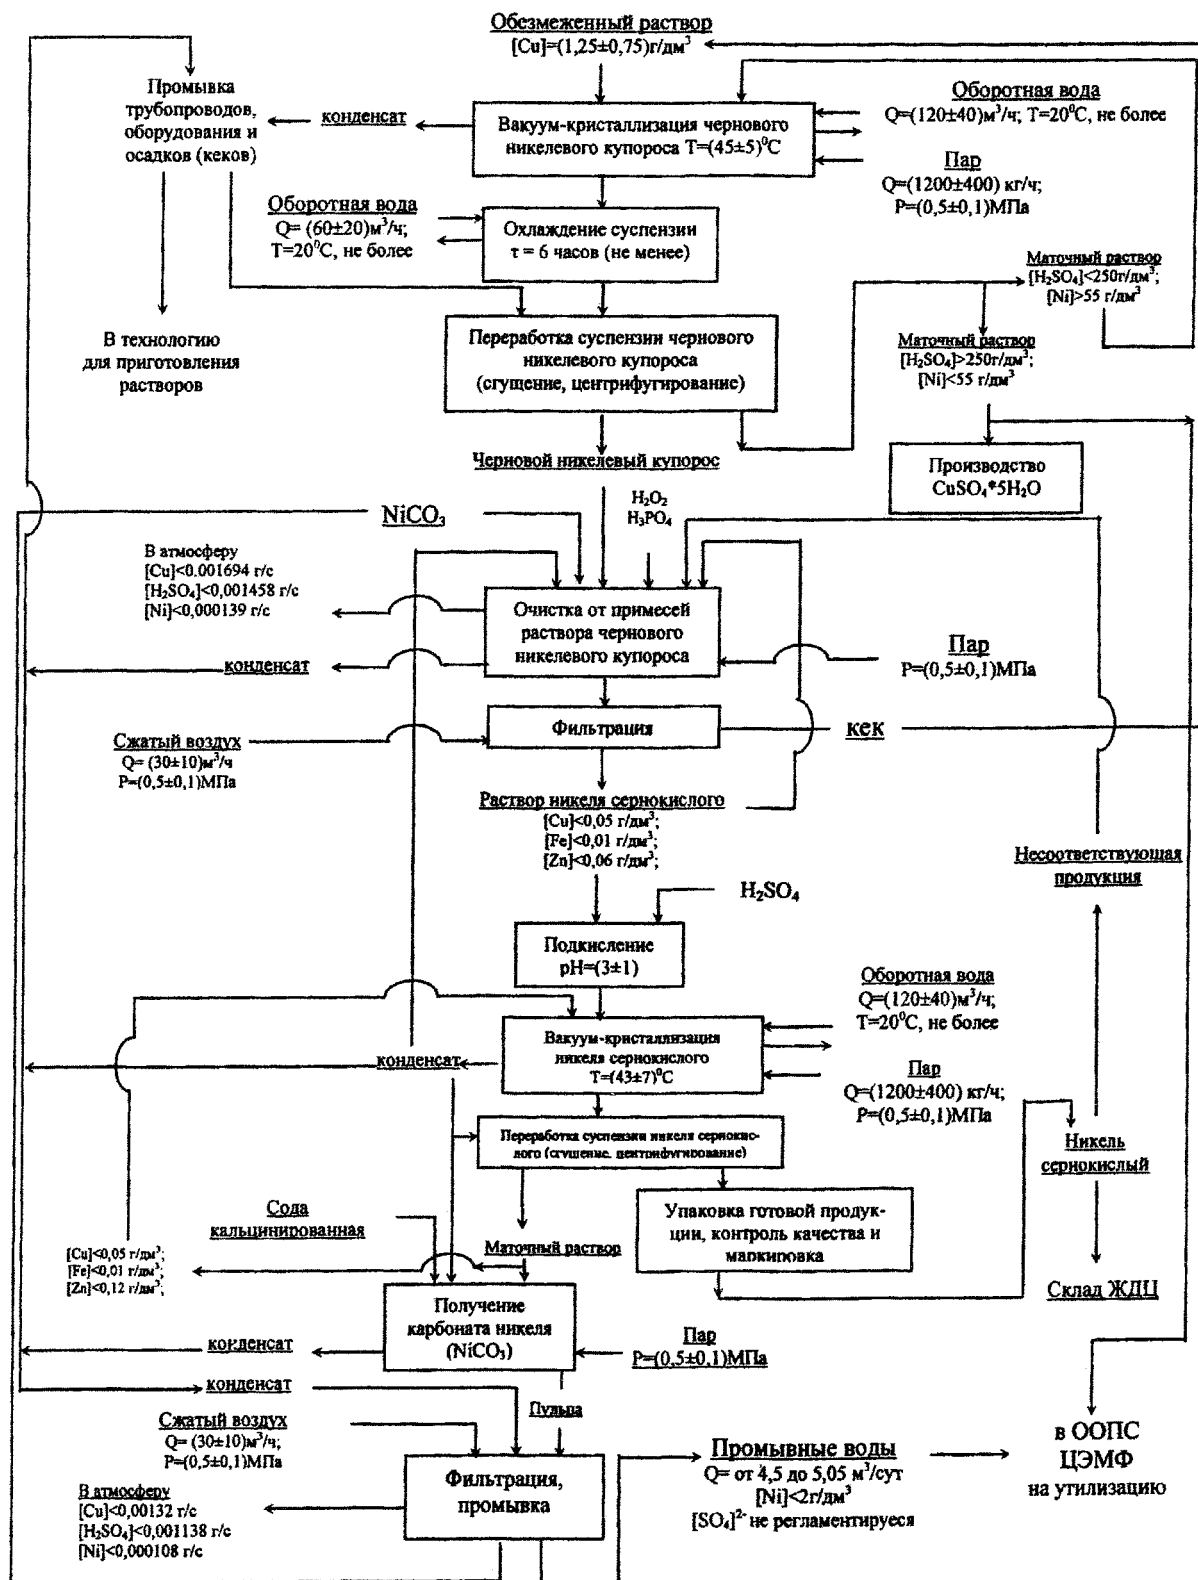 Обезмеженный раствор
[Cu]=(1,25±0,75)г/дм³
Промывка
трубопроводов,
оборудования и
осадков (кеков)
конденсат
Вакуум-кристаллизация чернового
никелевого купороса T=(45±5)⁰C
Оборотная вода
Q=(120±40)м³/ч; T=20⁰C, не более
Пар
Q=(1200±400) кг/ч;
P=(0,5±0,1)МПа
Оборотная вода
Q= (60±20)м³/ч;
T=20⁰C, не более
Охлаждение суспензии
τ = 6 часов (не менее)
Маточный раствор
[H₂SO₄]<250г/дм³;
[Ni]>55 г/дм³
В технологию
для приготовления
растворов
Переработка суспензии чернового
никелевого купороса
(сгущение, центрифугирование)
Маточный раствор
[H₂SO₄]>250г/дм³;
[Ni]<55 г/дм³
Черновой никелевый купорос
Производство
CuSO₄*5H₂O
NiCO₃
H₂O₂
H₃PO₄
В атмосферу
[Cu]<0.001694 г/с
[H₂SO₄]<0,001458 г/с
[Ni]<0,000139 г/с
Очистка от примесей
раствора чернового
никелевого купороса
конденсат
Пар
P=(0,5±0,1)МПа
Фильтрация
кек
Сжатый воздух
Q= (30±10)м³/ч
P=(0,5±0,1)МПа
Раствор никеля сернокислого
[Cu]<0,05 г/дм³;
[Fe]<0,01 г/дм³;
[Zn]<0,06 г/дм³;
Несоответствующая
продукция
H₂SO₄
Подкисление
pH=(3±1)
Оборотная вода
Q=(120±40)м³/ч;
T=20⁰C, не более
Вакуум-кристаллизация
никеля сернокислого
T=(43±7)⁰C
конденсат
Пар
Q=(1200±400) кг/ч;
P=(0,5±0,1)МПа
Переработка суспензии никеля сернокис-
лого (сгущение, центрифугирование)
Никель
сернокислый
Сода
кальцинированная
Упаковка готовой продук-
ции, контроль качества и
маркировка
Маточный раствор
[Cu]<0,05 г/дм³;
[Fe]<0,01 г/дм³;
[Zn]<0,12 г/дм³;
Склад ЖДЦ
Получение
карбоната никеля
(NiCO₃)
конденсат
Пар
P=(0,5±0,1)МПа
конденсат
Пульпа
Сжатый воздух
Q= (30±10)м³/ч;
P=(0,5±0,1)МПа
Фильтрация,
промывка
Промывные воды
Q= от 4,5 до 5,05 м³/сут
[Ni]<2г/дм³
[SO₄]²⁻ не регламентируеся
в ООПС
ЦЭМФ
на утилизацию
В атмосферу
[Cu]<0,00132 г/с
[H₂SO₄]<0,001138 г/с
[Ni]<0,000108 г/с